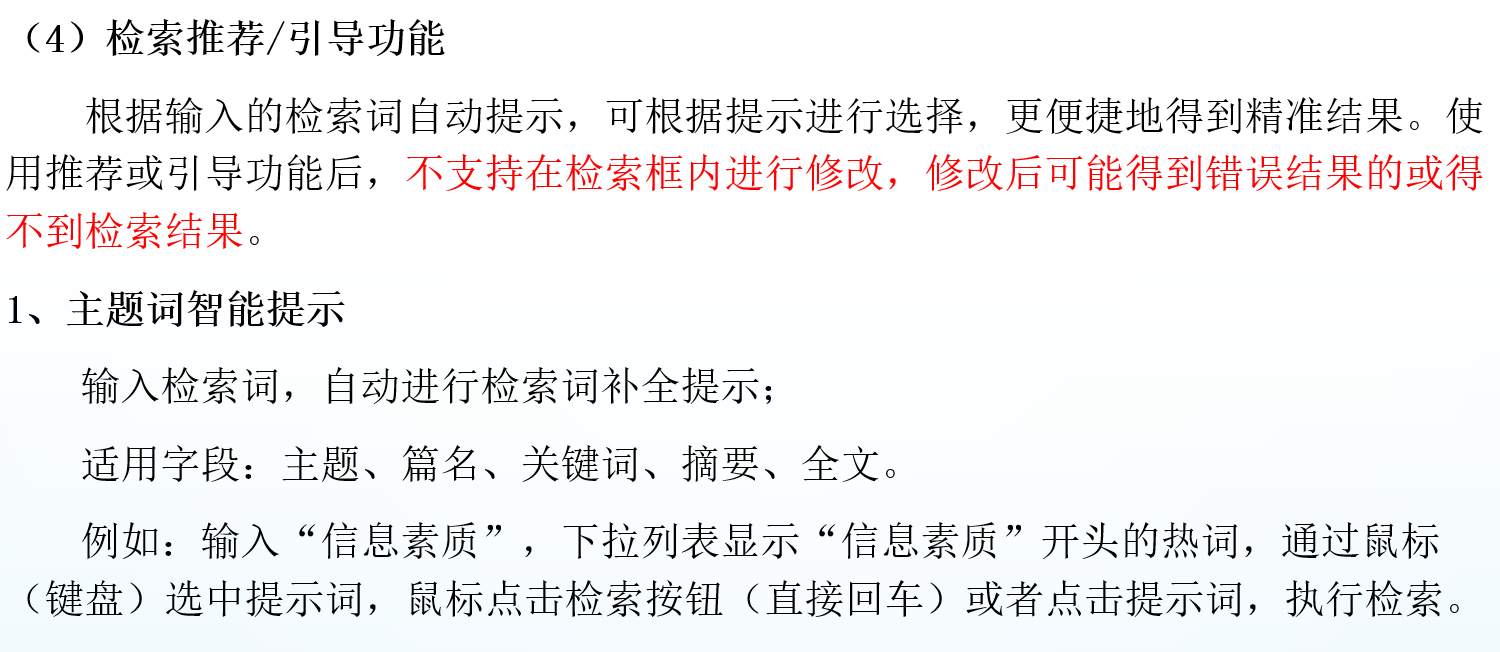 （4）检索推荐/引导功能
根据输入的检索词自动提示，可根据提示进行选择，更便捷地得到精准结果。使
用推荐或引导功能后，不支持在检索框内进行修改，修改后可能得到错误结果的或得
不到检索结果。
1、主题词智能提示
输入检索词，自动进行检索词补全提示；
适用字段：主题、篇名、关键词、摘要、全文。
例如：输入“信息素质”，下拉列表显示“信息素质”开头的热词，通过鼠标
（键盘）选中提示词，鼠标点击检索按钮（直接回车）或者点击提示词，执行检索。